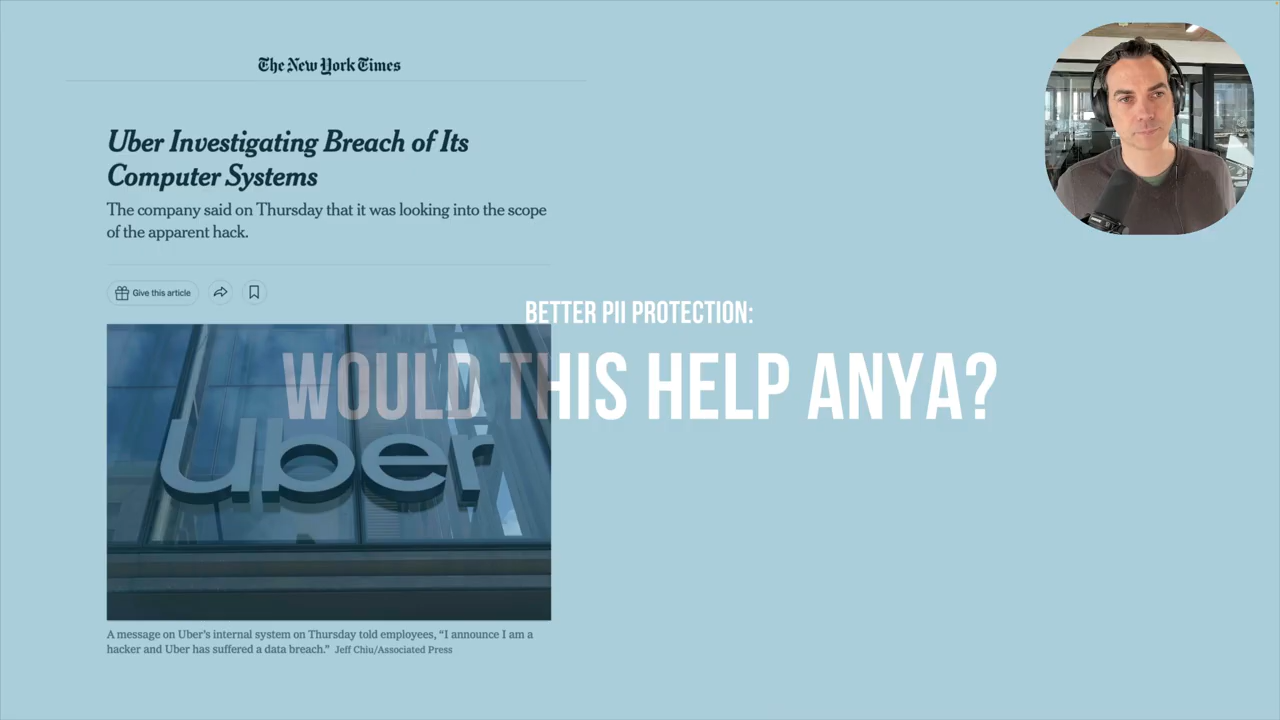 The New York Times
Uber Investigating Breach of Its
Computer Systems
The company said on Thursday that it was looking into the scope
of the apparent hack.
Give this article
BETTER PII PROTECTION:
WOULD THIS HELP ANYA?
Uber
A message on Uber's internal system on Thursday told employees, “I announce I am a
hacker and Uber has suffered a data breach.” Jeff Chiu/Associated Press